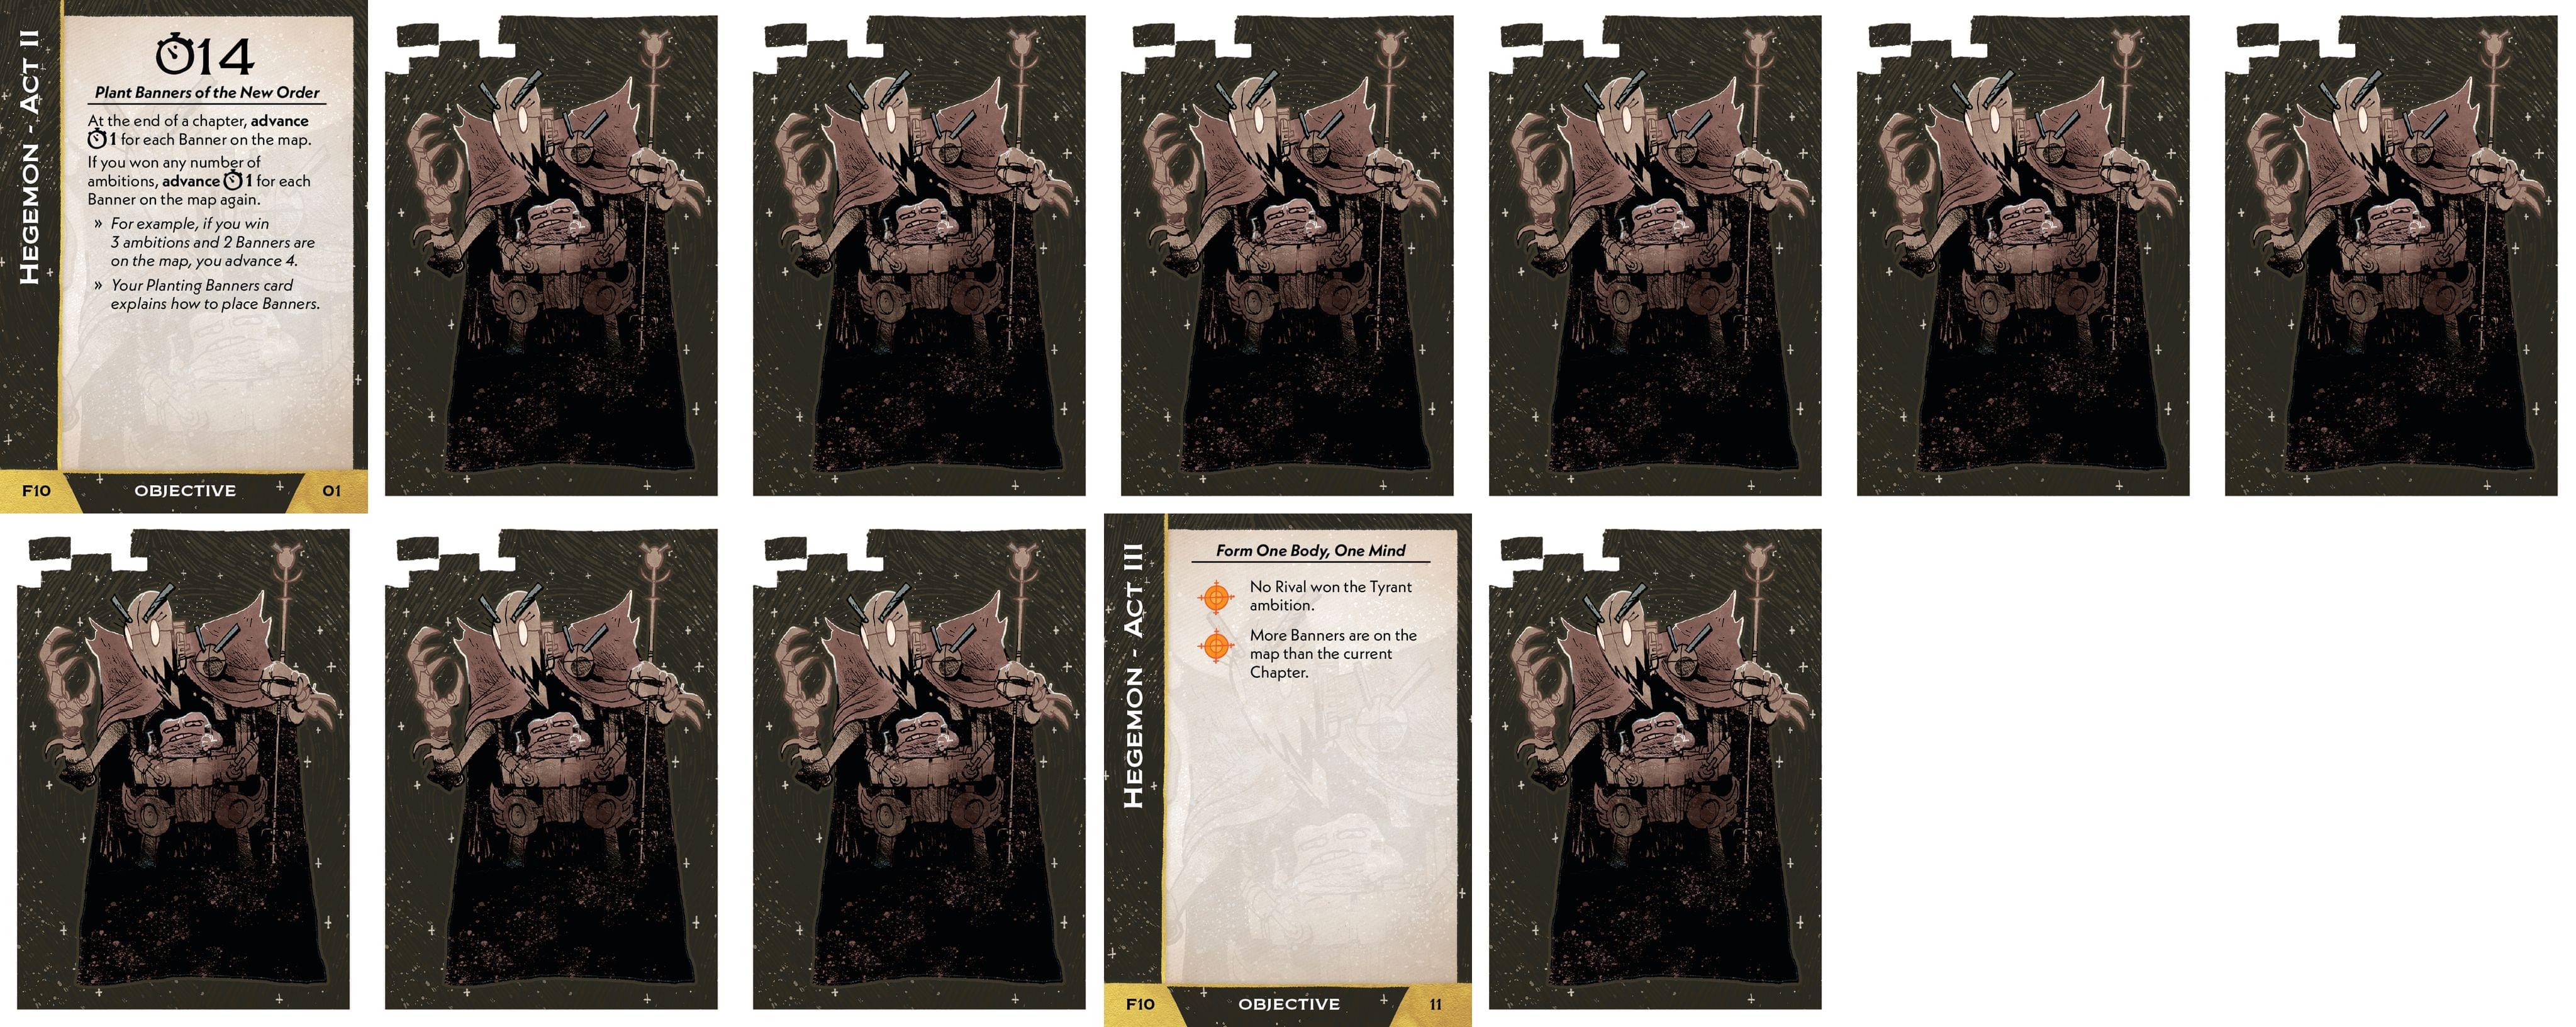 HEGEMON - ACT II
14
Plant Banners of the New Order
At the end of a chapter, advance
1 for each Banner on the map.
If you won any number of
ambitions, advance 1 for each
Banner on the map again.
» For example, if you win
3 ambitions and 2 Banners are
on the map, you advance 4.
» Your Planting Banners card
explains how to place Banners.
F10 OBJECTIVE 01
HEGEMON - ACT III
Form One Body, One Mind
No Rival won the Tyrant
ambition.
More Banners are on the
map than the current
Chapter.
F10 OBJECTIVE 11